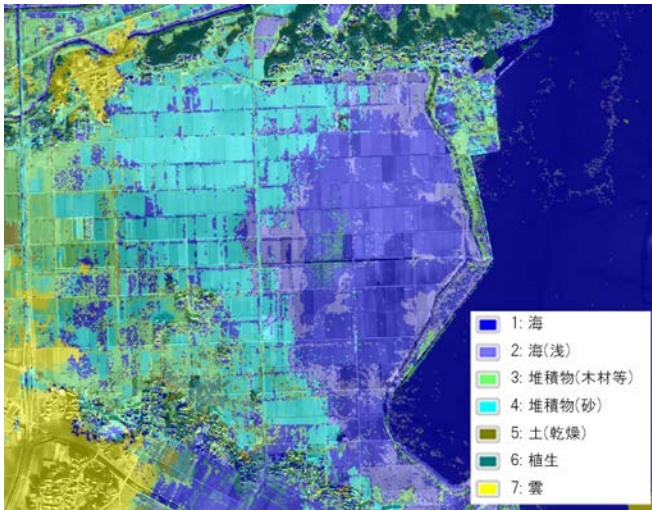 1: 海
2: 海(浅)
3: 堆積物(木材等)
4: 堆積物(砂)
5: 土(乾燥)
6: 植生
7: 雲